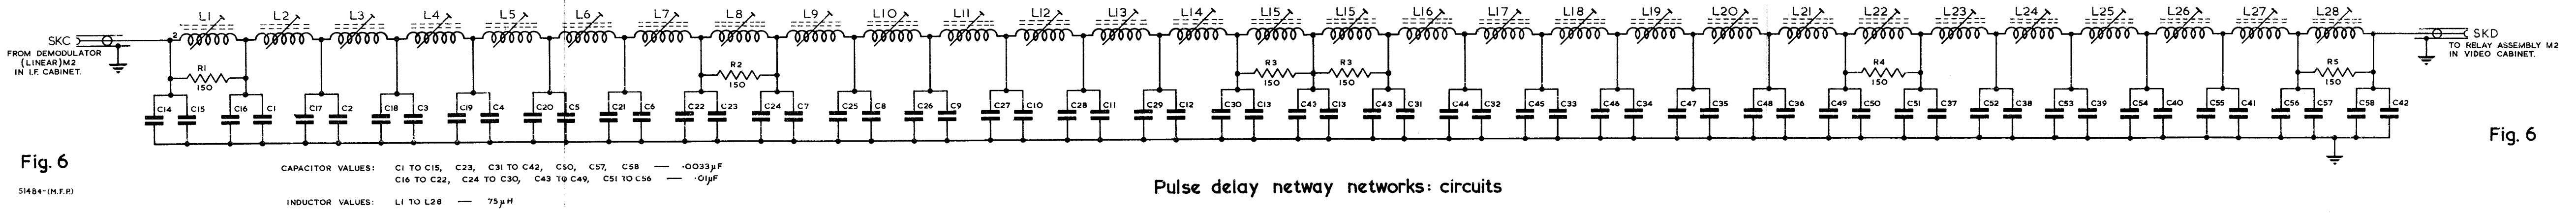 L1 L2 L3 L4 L5 L6 L7 L8 L9 L10 L11 L12 L13 L14 L15 L15 L16 L17 L18 L19 L20 L21 L22 L23 L24 L25 L26 L27 L28
SKC 2 SKD
FROM DEMODULATOR
(LINEAR)M2
IN I.F. CABINET.
TO RELAY ASSEMBLY M2
IN VIDEO CABINET.
R1 R2 R3 R3 R4 R5
150 150 150 150 150 150
C14 C15 C16 C1 C17 C2 C18 C3 C19 C4 C20 C5 C21 C6 C22 C23 C24 C7 C25 C8 C26 C9 C27 C10 C28 C11 C29 C12 C30 C13 C43 C13 C43 C31 C44 C32 C45 C33 C46 C34 C47 C35 C48 C36 C49 C50 C51 C37 C52 C38 C53 C39 C54 C40 C55 C41 C56 C57 C58 C42
Fig. 6 Fig. 6
CAPACITOR VALUES: C1 TO C15, C23, C31 TO C42, C50, C57, C58 — ·0033µF
C16 TO C22, C24 TO C30, C43 TO C49, C51 TO C56 — ·01µF
S1484-(M.F.P.)
Pulse delay netway networks: circuits
INDUCTOR VALUES: L1 TO L28 — 75µH